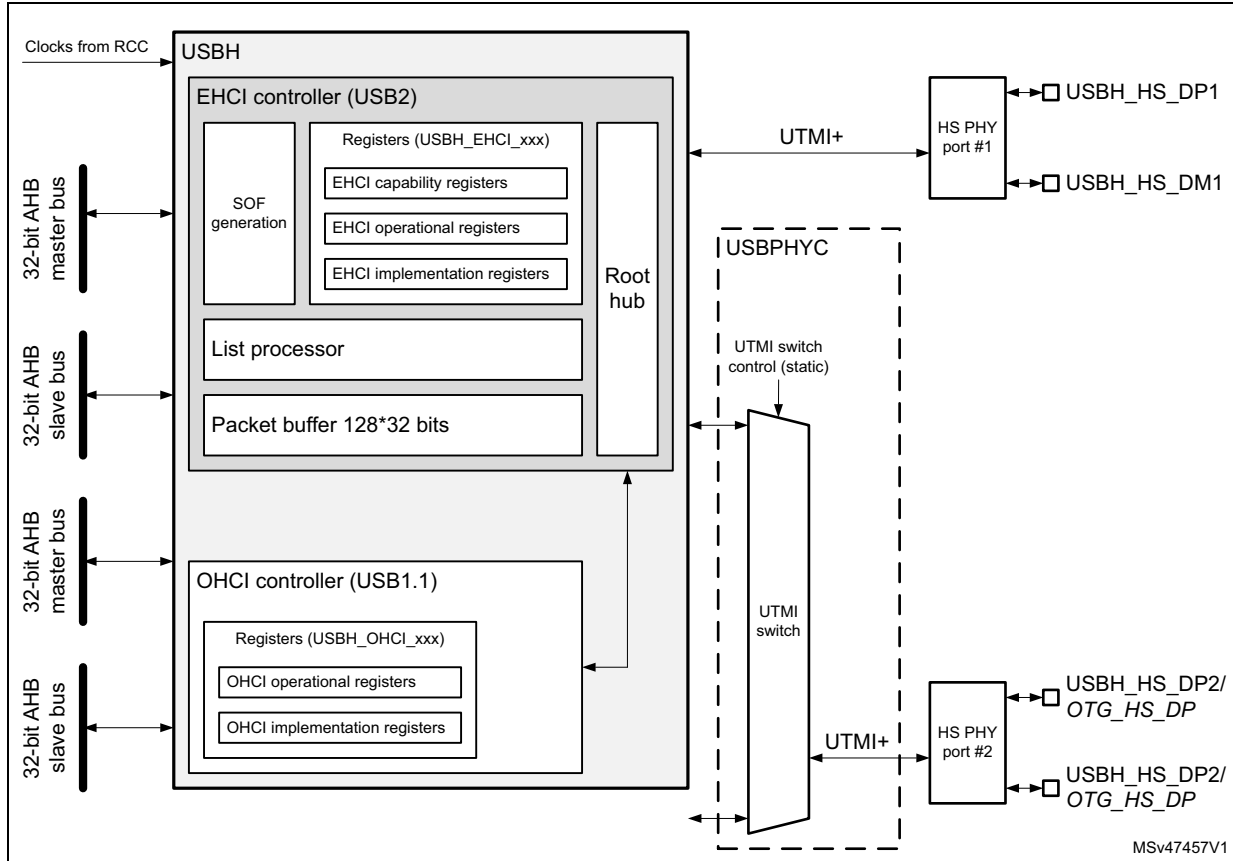 Clocks from RCC
USBH
EHCI controller (USB2)
SOF
generation
Registers (USBH_EHCI_xxx)
EHCI capability registers
EHCI operational registers
EHCI implementation registers
Root
hub
List processor
Packet buffer 128*32 bits
OHCI controller (USB1.1)
Registers (USBH_OHCI_xxx)
OHCI operational registers
OHCI implementation registers
32-bit AHB
master bus
32-bit AHB
slave bus
32-bit AHB
master bus
32-bit AHB
slave bus
UTMI+
HS PHY
port #1
USBH_HS_DP1
USBH_HS_DM1
USBPHYC
UTMI switch
control (static)
UTMI
switch
UTMI+
HS PHY
port #2
USBH_HS_DP2/
OTG_HS_DP
USBH_HS_DP2/
OTG_HS_DP
MSv47457V1